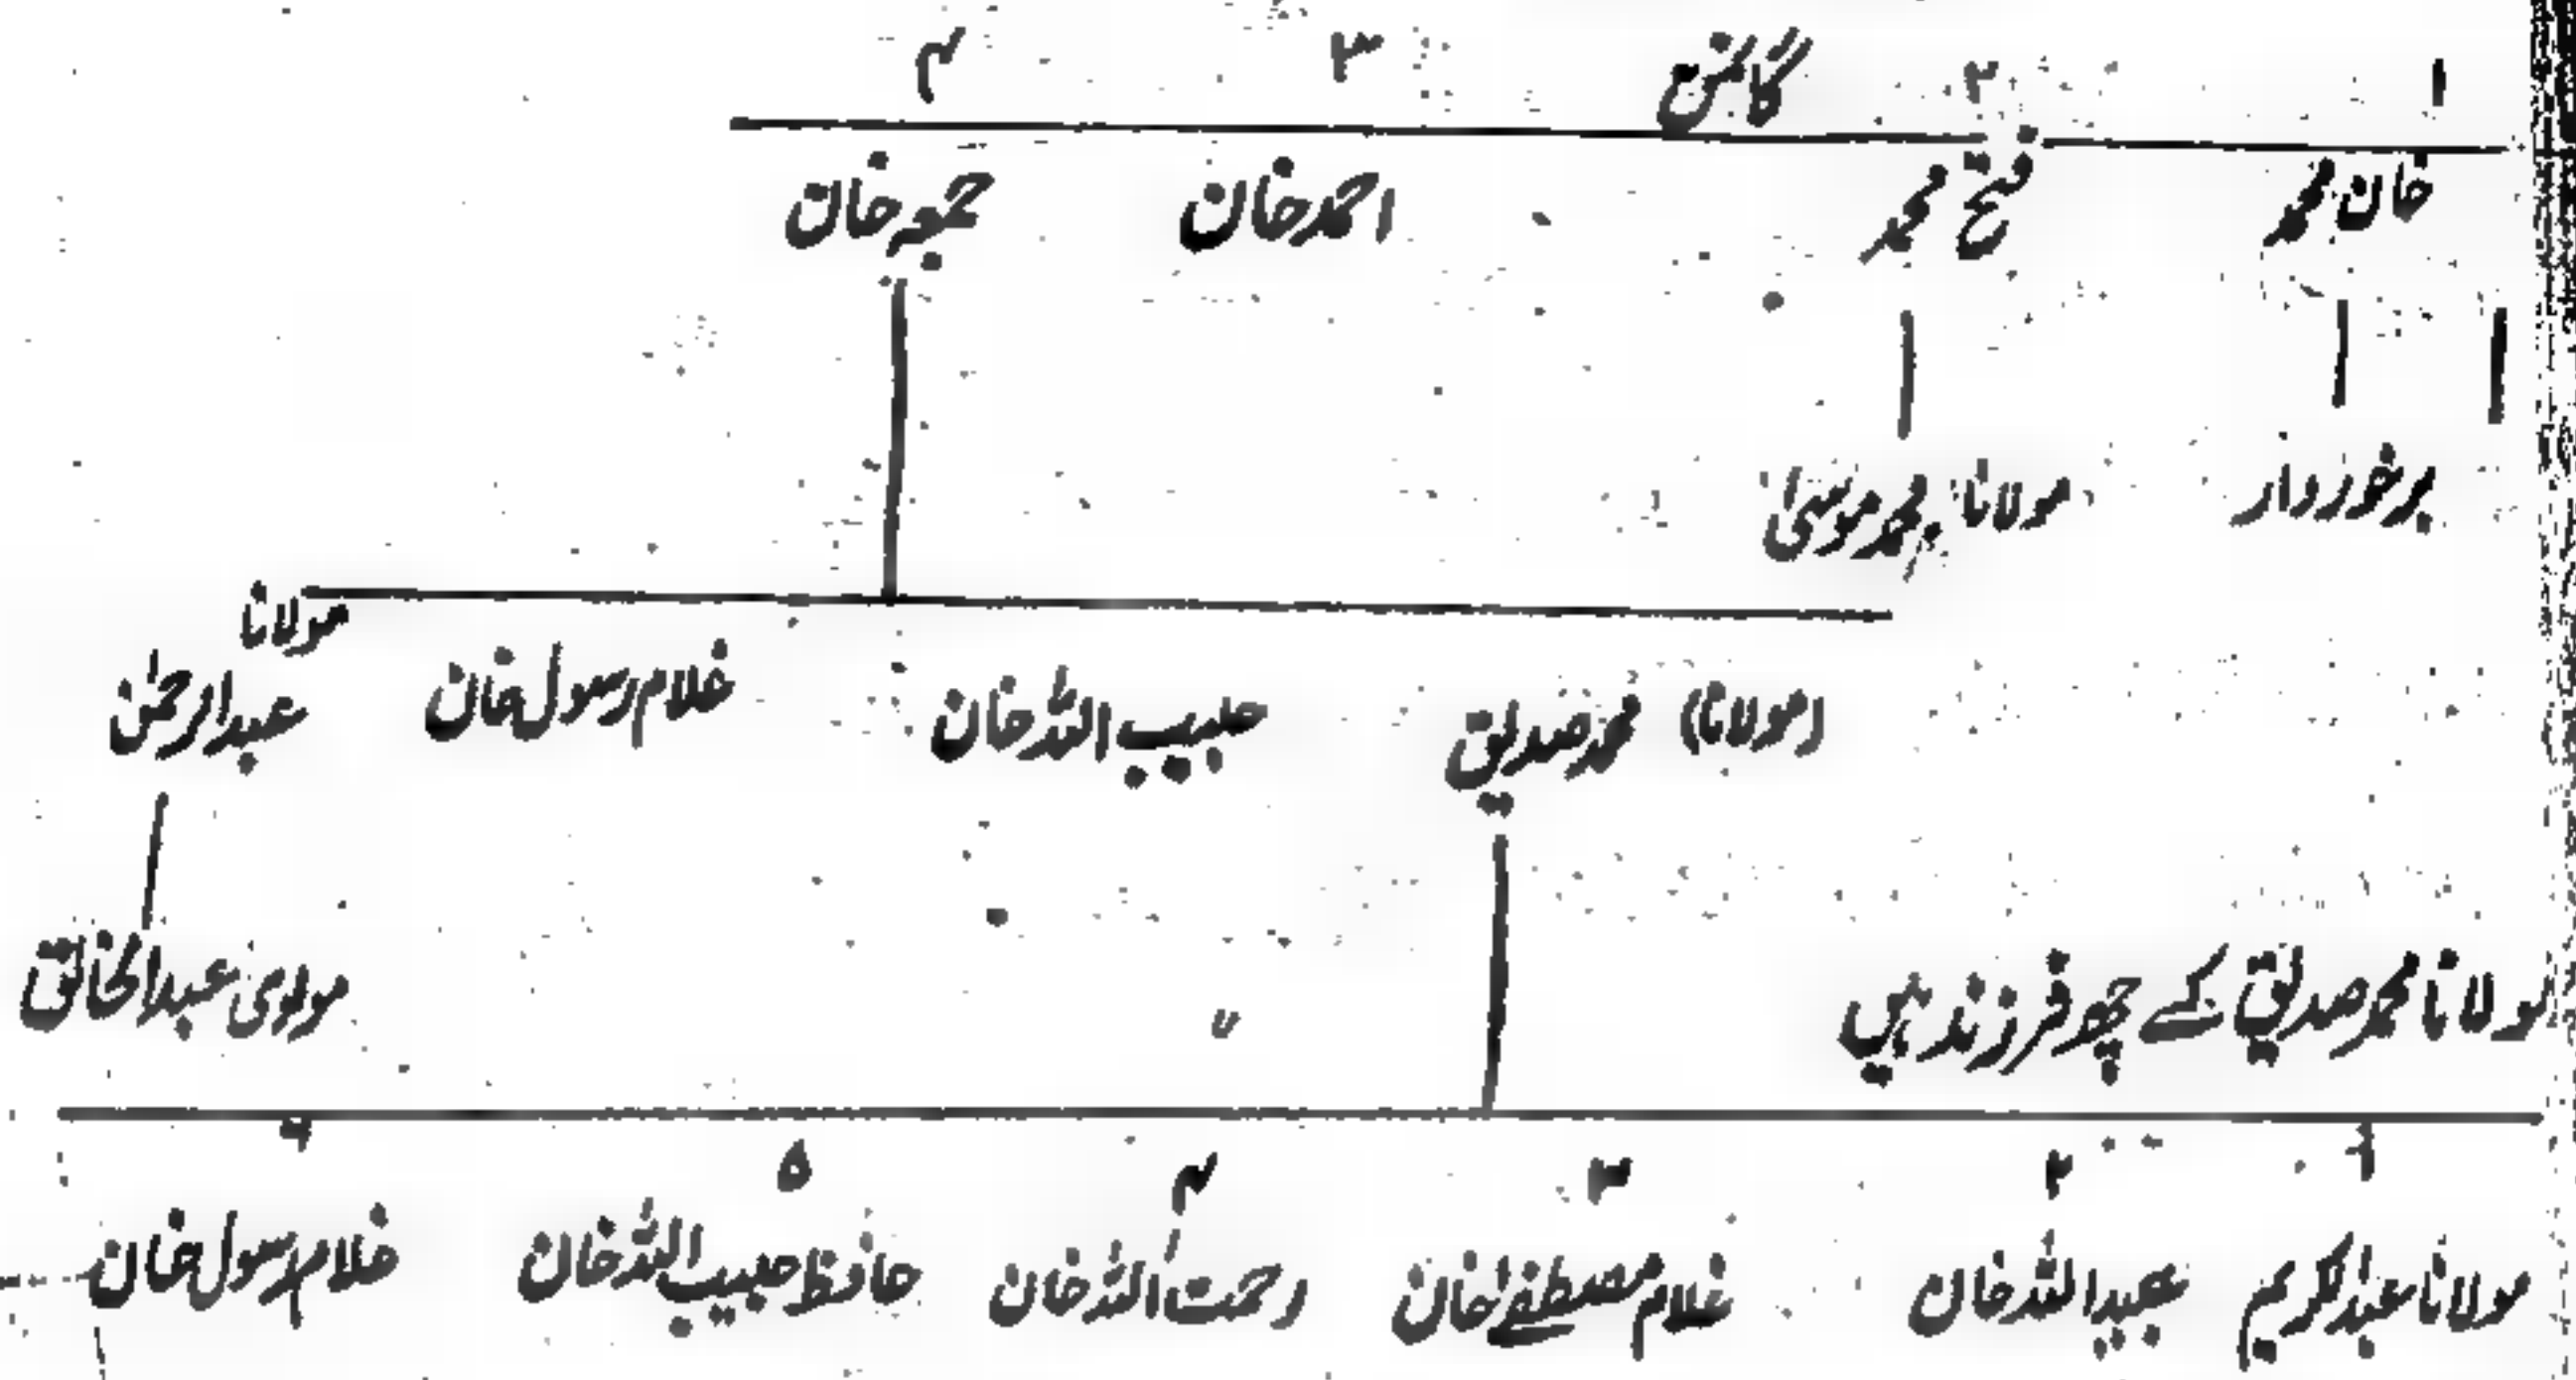 ۱ ۲ ۳ ۴
خان محمد فتح محمد احمد خان جمعہ خان
برخوردار مولانا محمد موسیٰ
(مولانا) محمد صدیق حبیب اللہ خان غلام رسول خان مولانا عبدالرحمٰن
مولانا محمد صدیق کے چھ فرزند ہیں مولوی عبدالخالق
۱ ۲ ۳ ۴ ۵ ۶
مولانا عبدالکریم عبید اللہ خان غلام مصطفےٰ خان رحمت اللہ خان حافظ حبیب اللہ خان غلام رسول خان